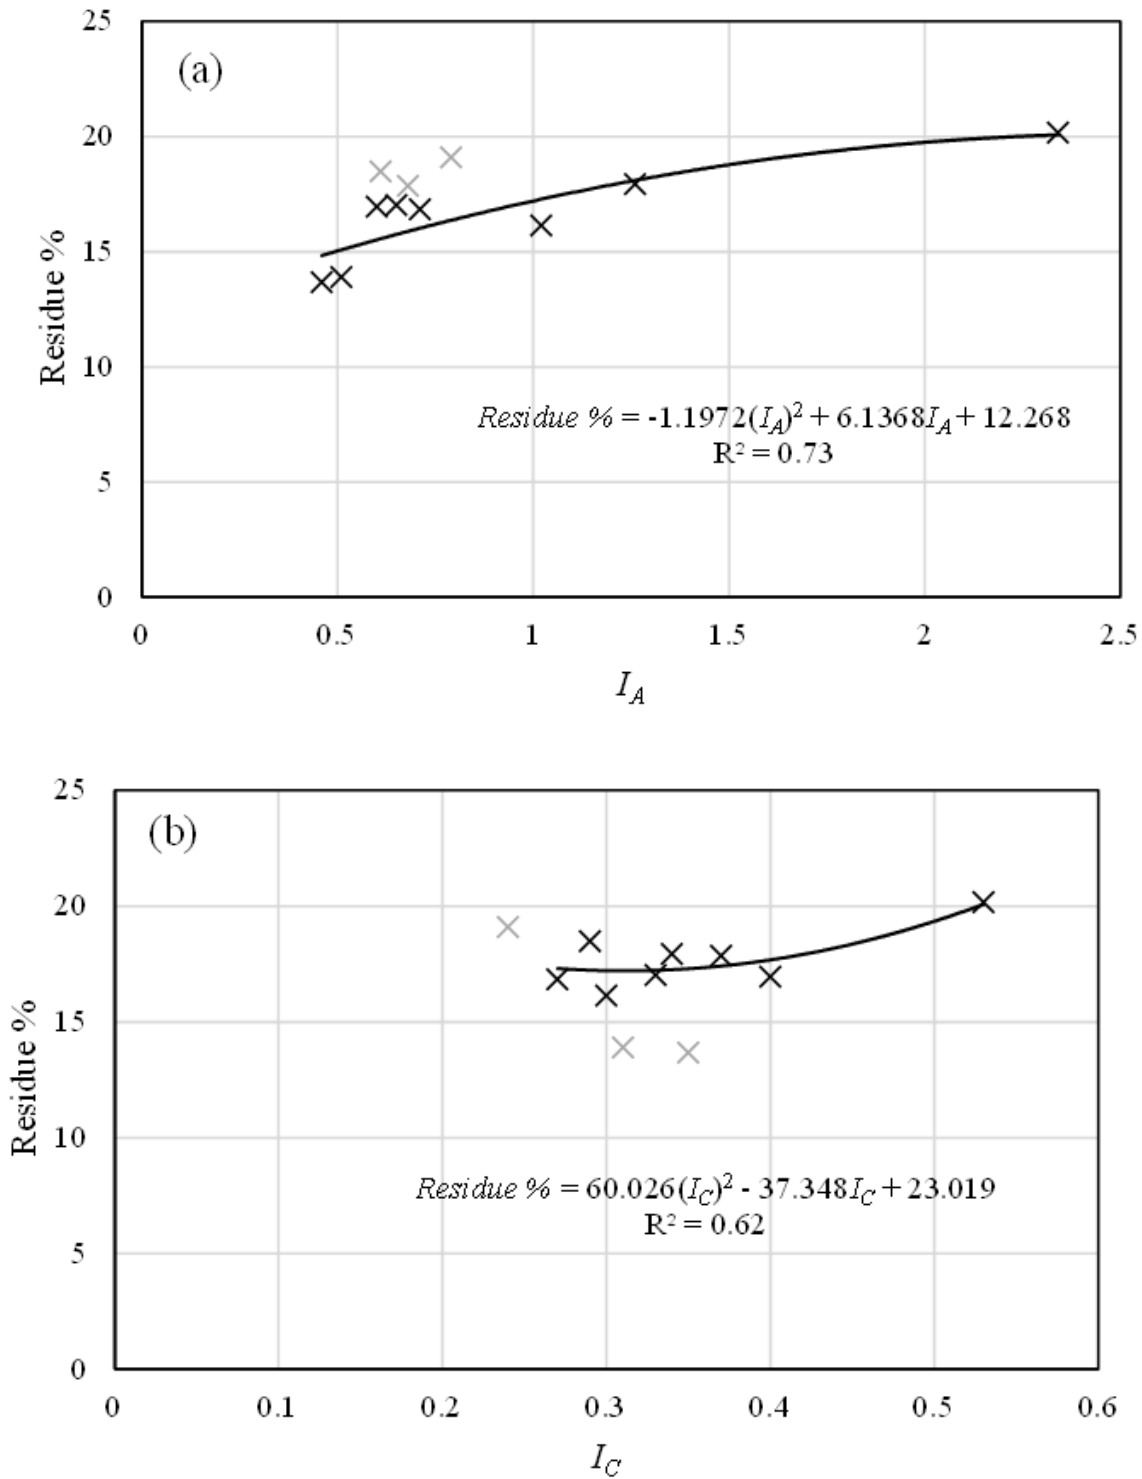 25
(a)
20
15
10
5
0
Residue %
Residue % = -1.1972(I_A)² + 6.1368I_A + 12.268
R² = 0.73
0 0.5 1 1.5 2 2.5
I_A
25
(b)
20
15
10
5
0
Residue %
Residue % = 60.026(I_C)² - 37.348I_C + 23.019
R² = 0.62
0 0.1 0.2 0.3 0.4 0.5 0.6
I_C